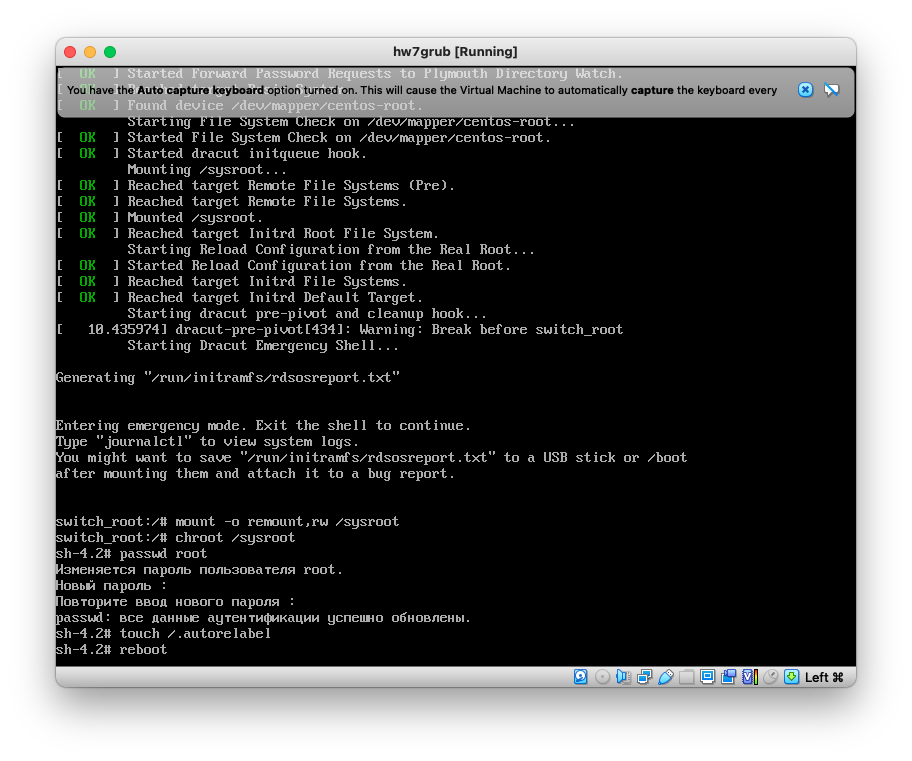 hw7grub [Running]
[  OK  ] Started Forward Password Requests to Plymouth Directory Watch.
You have the Auto capture keyboard option turned on. This will cause the Virtual Machine to automatically capture the keyboard every
[  OK  ] Found device /dev/mapper/centos-root.
Starting File System Check on /dev/mapper/centos-root...
[  OK  ] Started File System Check on /dev/mapper/centos-root.
[  OK  ] Started dracut initqueue hook.
Mounting /sysroot...
[  OK  ] Reached target Remote File Systems (Pre).
[  OK  ] Reached target Remote File Systems.
[  OK  ] Mounted /sysroot.
[  OK  ] Reached target Initrd Root File System.
Starting Reload Configuration from the Real Root...
[  OK  ] Started Reload Configuration from the Real Root.
[  OK  ] Reached target Initrd File Systems.
[  OK  ] Reached target Initrd Default Target.
Starting dracut pre-pivot and cleanup hook...
[   10.435974] dracut-pre-pivot[434]: Warning: Break before switch_root
Starting Dracut Emergency Shell...
Generating "/run/initramfs/rdsosreport.txt"
Entering emergency mode. Exit the shell to continue.
Type "journalctl" to view system logs.
You might want to save "/run/initramfs/rdsosreport.txt" to a USB stick or /boot
after mounting them and attach it to a bug report.
switch_root:/# mount -o remount,rw /sysroot
switch_root:/# chroot /sysroot
sh-4.2# passwd root
Изменяется пароль пользователя root.
Новый пароль :
Повторите ввод нового пароля :
passwd: все данные аутентификации успешно обновлены.
sh-4.2# touch /.autorelabel
sh-4.2# reboot
Left ⌘